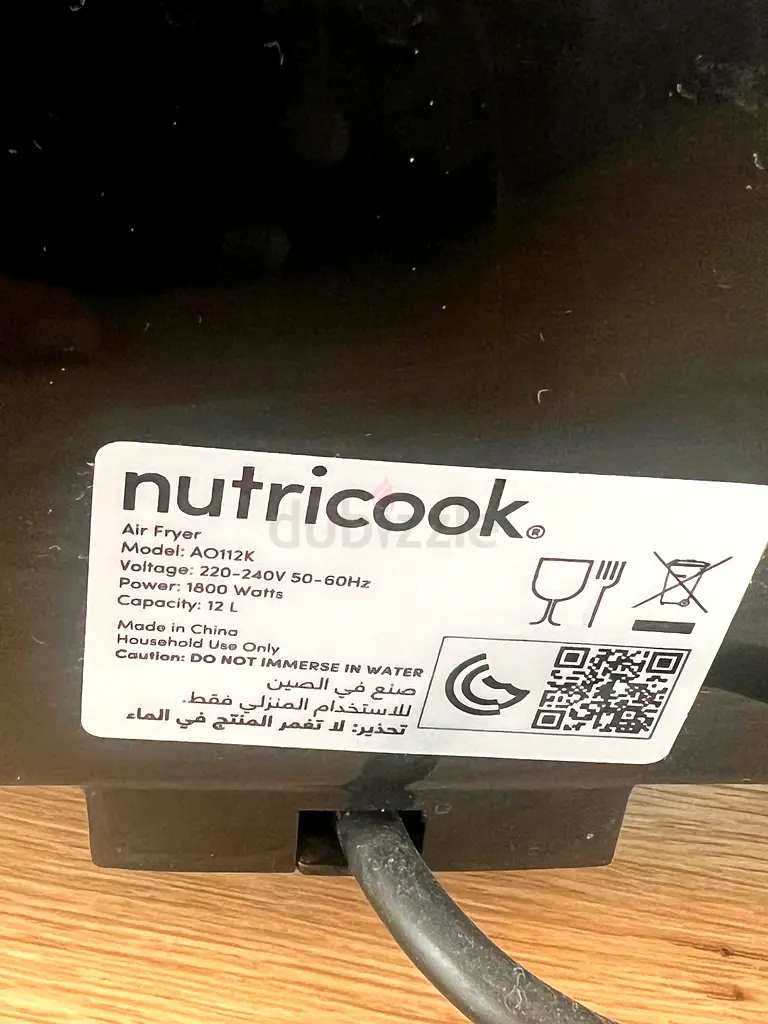 nutricook®
dubizzle
Air Fryer
Model: AO112K
Voltage: 220-240V 50-60Hz
Power: 1800 Watts
Capacity: 12 L
Made in China
Household Use Only
Caution: DO NOT IMMERSE IN WATER
صنع في الصين
للاستخدام المنزلي فقط.
تحذير: لا تغمر المنتج في الماء